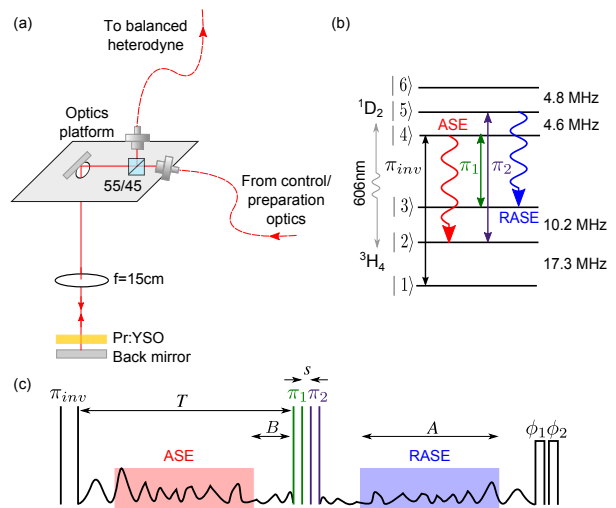 (a)
To balanced
heterodyne
Optics
platform
55/45
From control/
preparation
optics
f=15cm
Pr:YSO
Back mirror
(b)
|6⟩
4.8 MHz
¹D₂
|5⟩
ASE
4.6 MHz
|4⟩
π_inv
π₁
π₂
606nm
|3⟩
RASE
10.2 MHz
|2⟩
³H₄
17.3 MHz
|1⟩
(c)
π_inv
T
s
π₁ π₂
B
A
ϕ₁ ϕ₂
ASE
RASE